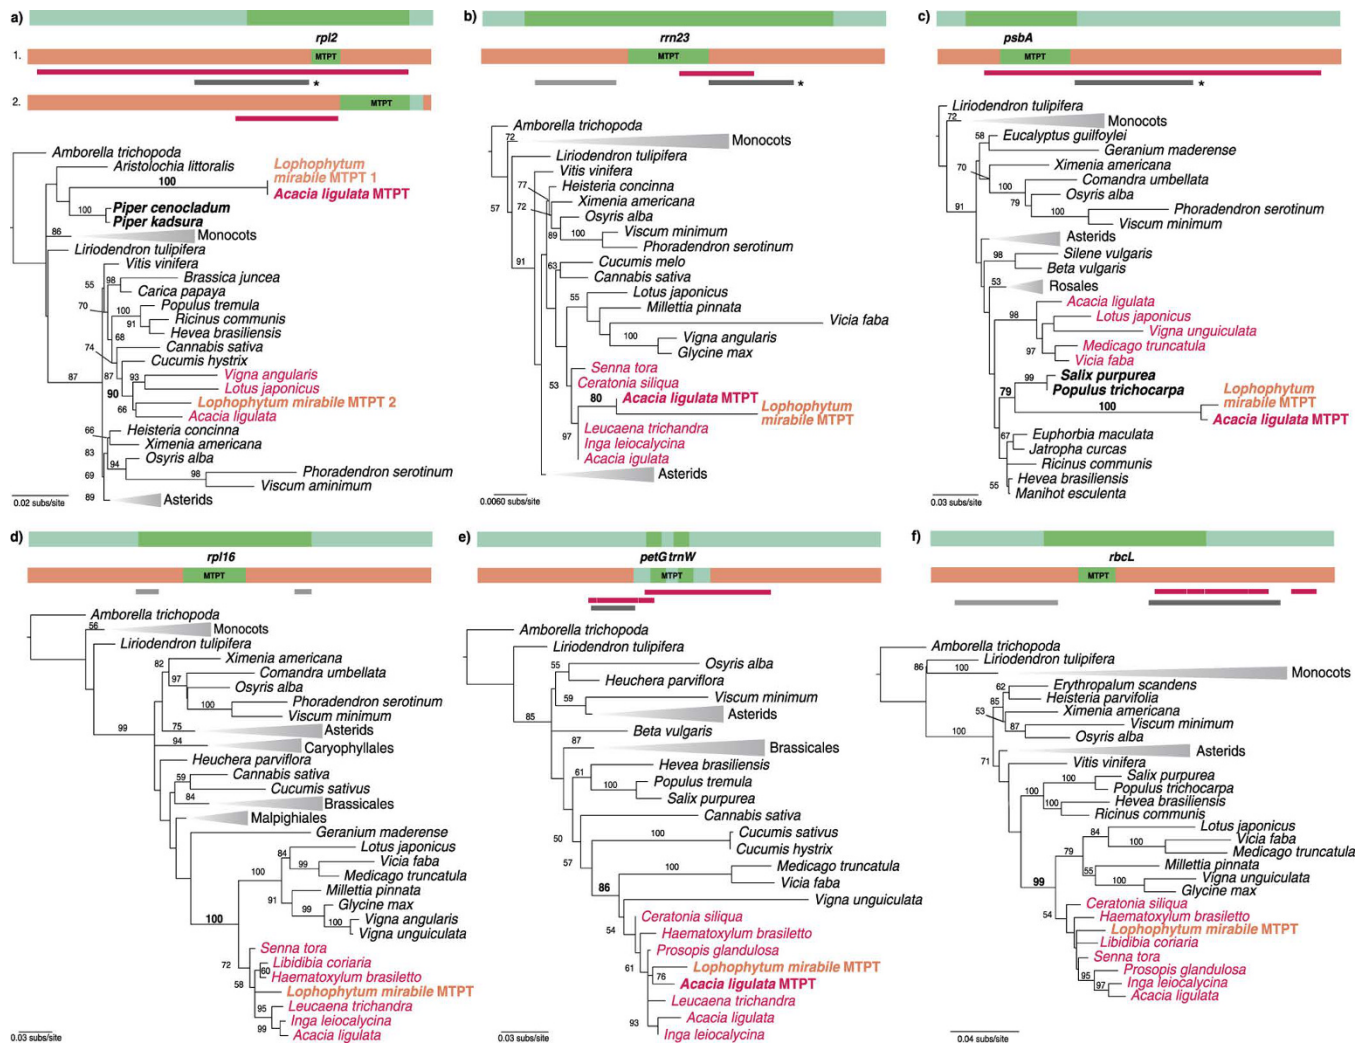 a)
rpl2
1.
MTPT
*
2.
MTPT
Amborella trichopoda
Aristolochia littoralis
100
Lophophytum
mirabile MTPT 1
Acacia ligulata MTPT
100
Piper cenocladum
Piper kadsura
86
Monocots
Liriodendron tulipifera
Vitis vinifera
98
Brassica juncea
55
Carica papaya
70
100
Populus tremula
91
Ricinus communis
68
Hevea brasiliensis
74
Cannabis sativa
Cucumis hystrix
87
87
93
Vigna angularis
90
Lotus japonicus
Lophophytum mirabile MTPT 2
66
Acacia ligulata
66
Heisteria concinna
Ximenia americana
83
94
Osyris alba
98
Phoradendron serotinum
69
Viscum aminimum
89
Asterids
0.02 subs/site
b)
rrn23
MTPT
*
Amborella trichopoda
72
Monocots
Liriodendron tulipifera
Vitis vinifera
77
Heisteria concinna
72
Ximenia americana
57
Osyris alba
89
100
Viscum minimum
Phoradendron serotinum
91
63
Cucumis melo
Cannabis sativa
55
Lotus japonicus
Millettia pinnata
Vicia faba
100
Vigna angularis
Glycine max
53
Senna tora
Ceratonia siliqua
80
Acacia ligulata MTPT
Lophophytum
mirabile MTPT
97
Leucaena trichandra
Inga leiocalycina
Acacia igulata
Asterids
0.0060 subs/site
c)
psbA
MTPT
*
Liriodendron tulipifera
72
Monocots
58
Eucalyptus guilfoylei
Geranium maderense
70
Ximenia americana
100
Comandra umbellata
79
Osyris alba
100
Phoradendron serotinum
Viscum minimum
91
Asterids
98
Silene vulgaris
Beta vulgaris
53
Rosales
Acacia ligulata
98
Lotus japonicus
Vigna unguiculata
97
Medicago truncatula
Vicia faba
99
Salix purpurea
79
Populus trichocarpa
Lophophytum
mirabile MTPT
100
Acacia ligulata MTPT
67
Euphorbia maculata
Jatropha curcas
Ricinus communis
55
Hevea brasiliensis
Manihot esculenta
0.03 subs/site
d)
rpl16
MTPT
Amborella trichopoda
56
Monocots
Liriodendron tulipifera
82
Ximenia americana
97
Comandra umbellata
Osyris alba
100
Phoradendron serotinum
Viscum minimum
99
75
Asterids
94
Caryophyllales
Heuchera parviflora
59
Cannabis sativa
Cucumis sativus
84
Brassicales
Malpighiales
Geranium maderense
84
Lotus japonicus
99
Vicia faba
100
Medicago truncatula
Millettia pinnata
91
99
Glycine max
100
Vigna angularis
100
Vigna unguiculata
Senna tora
72
Libidibia coriaria
60
Haematoxylum brasiletto
58
Lophophytum mirabile MTPT
95
Leucaena trichandra
Inga leiocalycina
99
Acacia ligulata
0.03 subs/site
e)
petG trnW
MTPT
Amborella trichopoda
Liriodendron tulipifera
55
Osyris alba
Heuchera parviflora
59
Viscum minimum
85
Asterids
Beta vulgaris
87
Brassicales
Hevea brasiliensis
61
100
Populus tremula
Salix purpurea
Cannabis sativa
50
100
Cucumis sativus
Cucumis hystrix
57
100
Medicago truncatula
86
Vicia faba
Vigna unguiculata
Ceratonia siliqua
54
Haematoxylum brasiletto
Prosopis glandulosa
61
Lophophytum mirabile MTPT
76
Acacia ligulata MTPT
Leucaena trichandra
93
Acacia ligulata
Inga leiocalycina
0.03 subs/site
f)
rbcL
MTPT
Amborella trichopoda
86
Liriodendron tulipifera
100
Monocots
62
Erythropalum scandens
85
Heisteria parvifolia
53
Ximenia americana
87
Viscum minimum
100
Osyris alba
Asterids
71
Vitis vinifera
100
Salix purpurea
100
Populus trichocarpa
100
Hevea brasiliensis
Ricinus communis
84
Lotus japonicus
100
Vicia faba
79
Medicago truncatula
55
Millettia pinnata
100
Vigna unguiculata
99
Glycine max
Ceratonia siliqua
54
Haematoxylum brasiletto
Lophophytum mirabile MTPT
Libidibia coriaria
Senna tora
95
Prosopis glandulosa
97
Inga leiocalycina
Acacia ligulata
0.04 subs/site